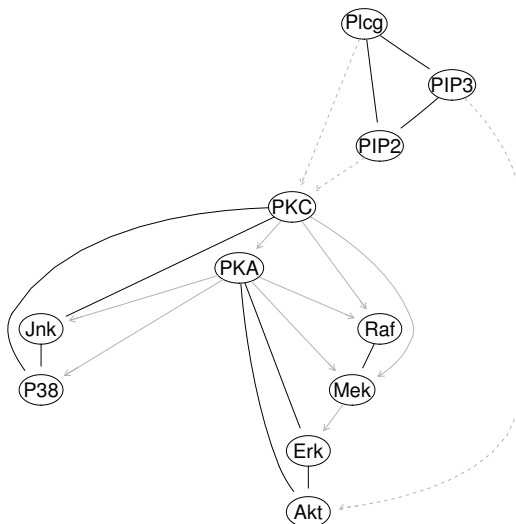 Plcg
PIP3
PIP2
PKC
PKA
Jnk
Raf
P38
Mek
Erk
Akt